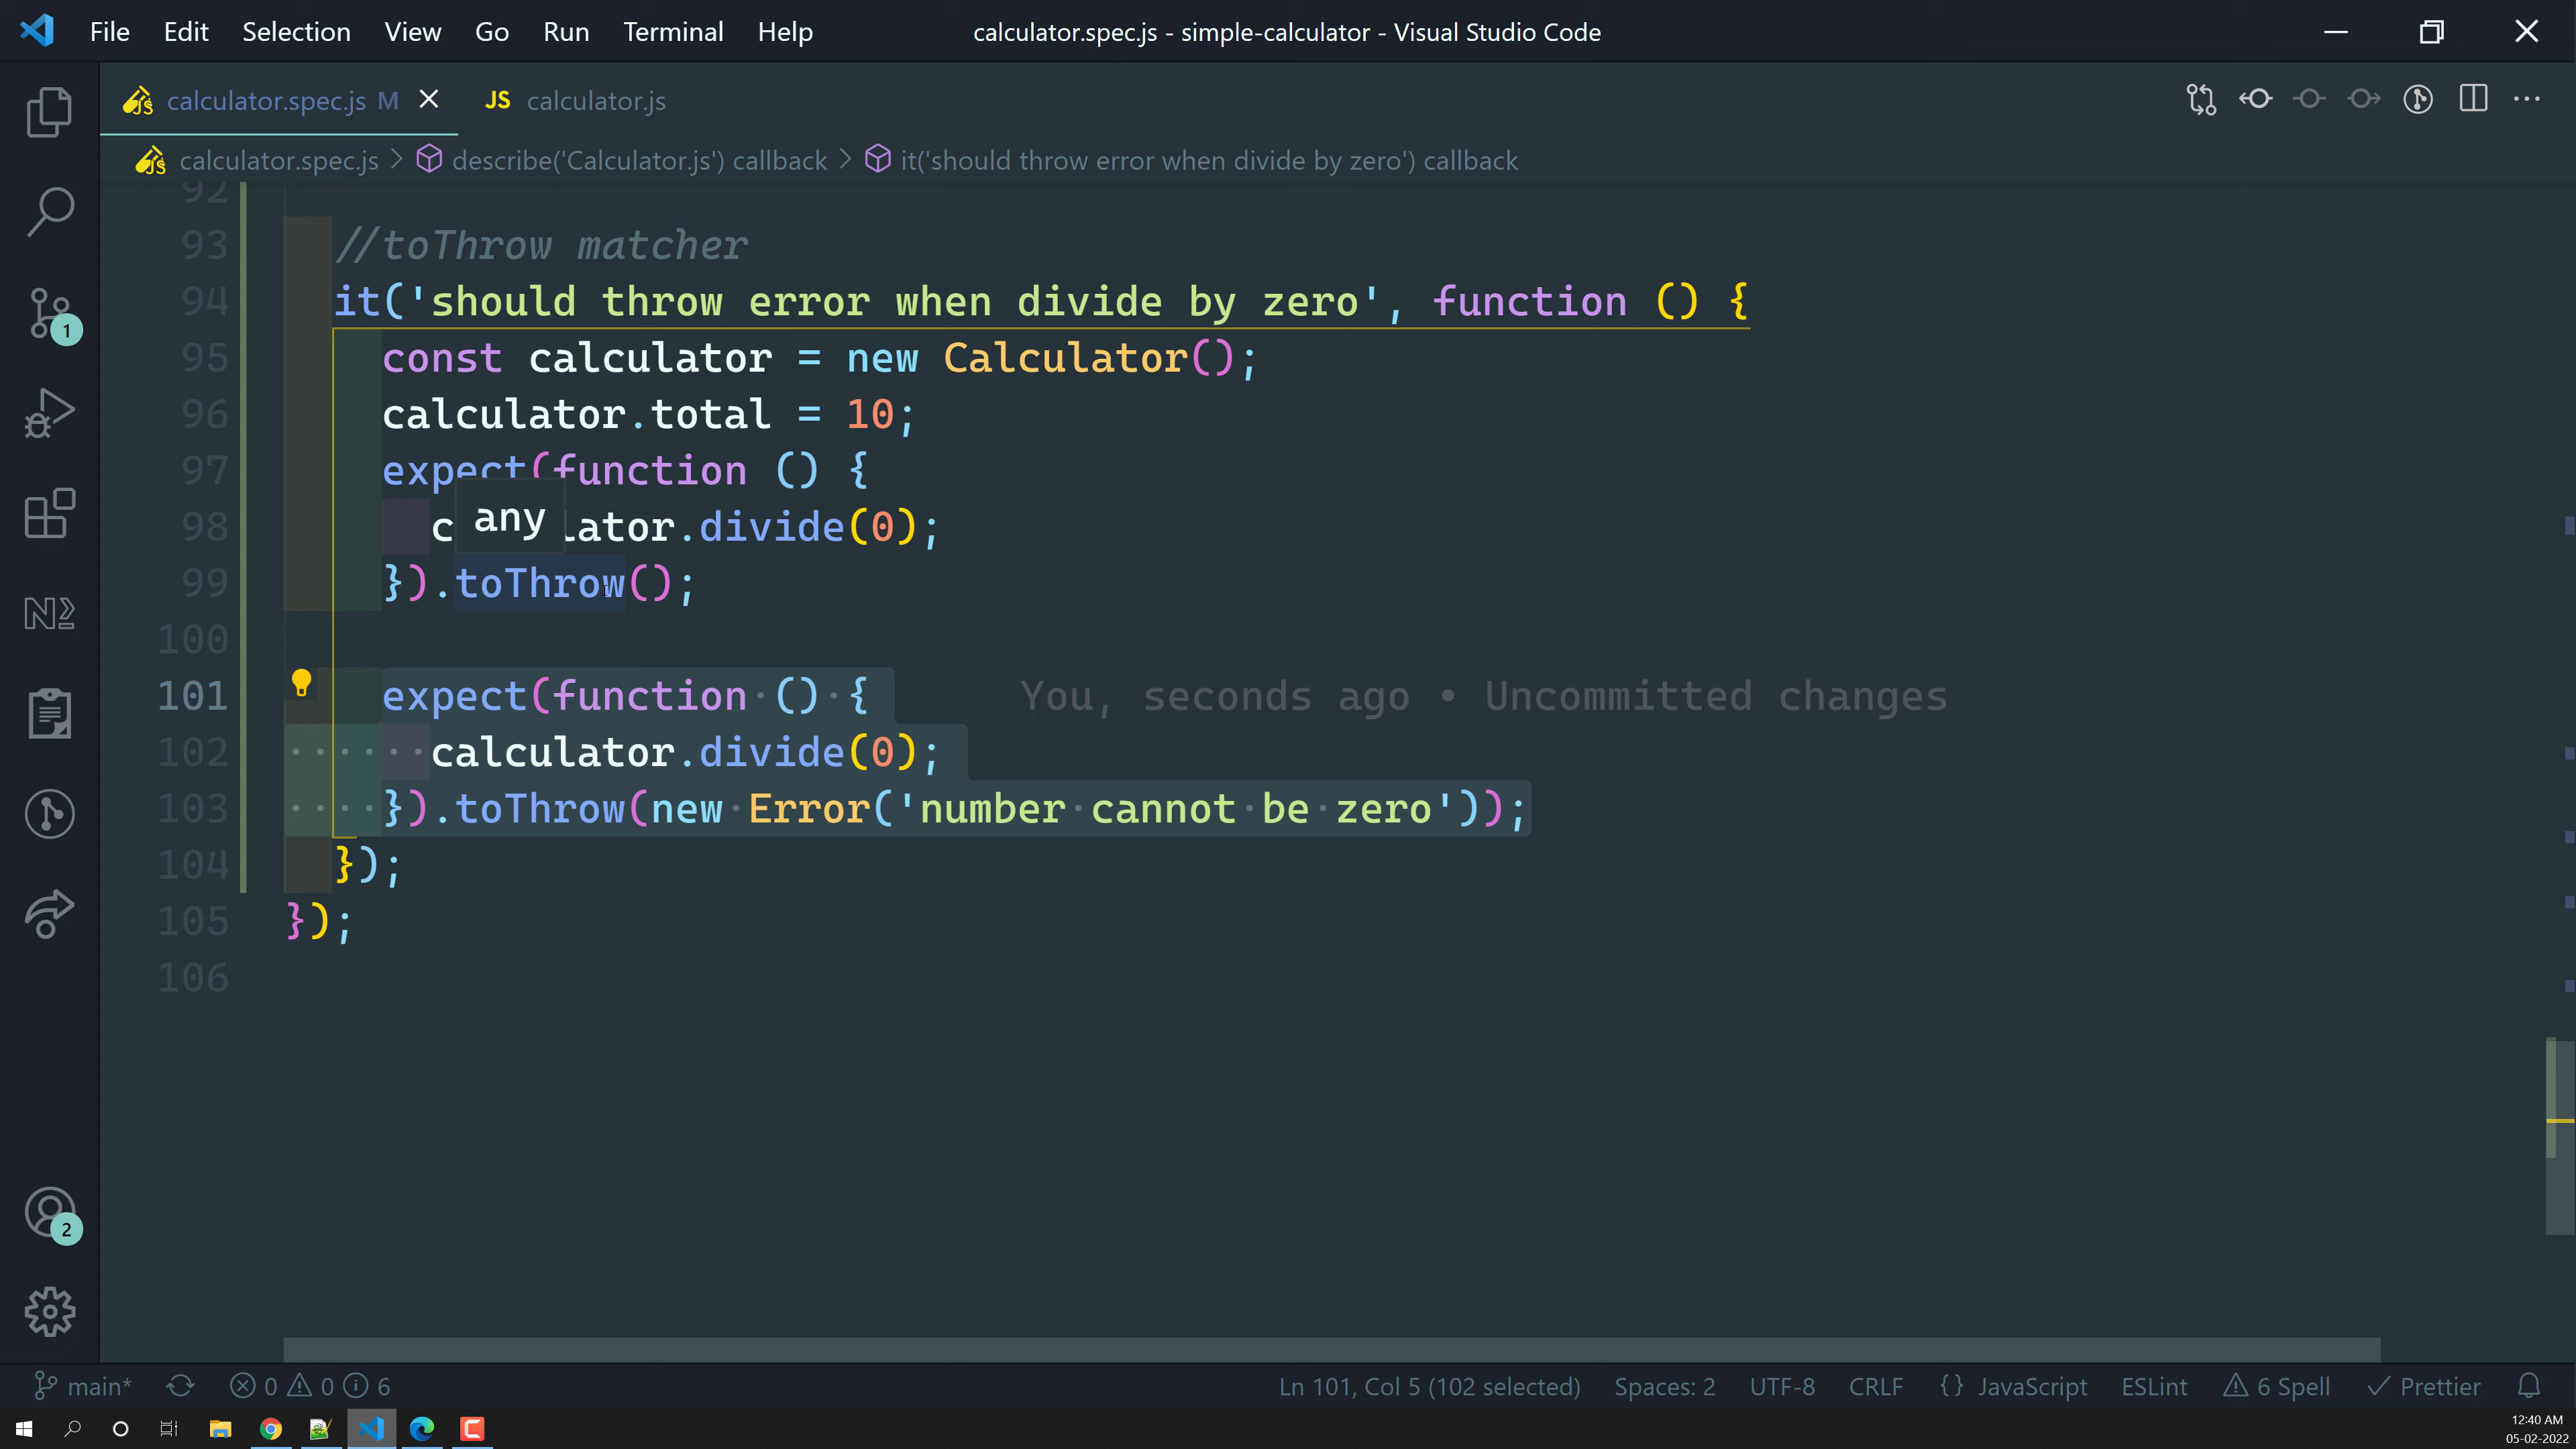 File Edit Selection View Go Run Terminal Help
calculator.spec.js - simple-calculator - Visual Studio Code
JS calculator.spec.js M
JS calculator.js
JS calculator.spec.js > describe('Calculator.js') callback > it('should throw error when divide by zero') callback
92
93 //toThrow matcher
94 it('should throw error when divide by zero', function () {
95 const calculator = new Calculator();
96 calculator.total = 10;
97 expect(function () {
any
98 c lator.divide(0);
99 }).toThrow();
100
101 expect(function () { You, seconds ago • Uncommitted changes
102 calculator.divide(0);
103 }).toThrow(new Error('number cannot be zero'));
104 });
105 });
106
1
2
main* 0 0 6
Ln 101, Col 5 (102 selected) Spaces: 2 UTF-8 CRLF {} JavaScript ESLint 6 Spell Prettier
12:40 AM
05-02-2022